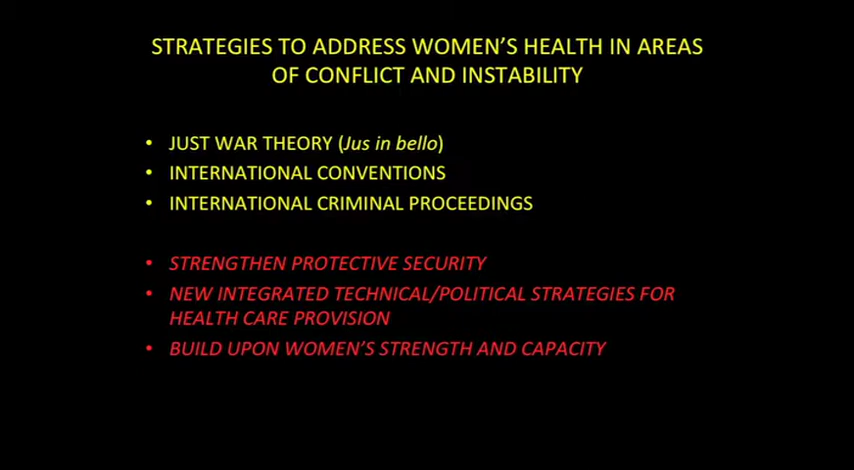 STRATEGIES TO ADDRESS WOMEN’S HEALTH IN AREAS
OF CONFLICT AND INSTABILITY
• JUST WAR THEORY (Jus in bello)
• INTERNATIONAL CONVENTIONS
• INTERNATIONAL CRIMINAL PROCEEDINGS
• STRENGTHEN PROTECTIVE SECURITY
• NEW INTEGRATED TECHNICAL/POLITICAL STRATEGIES FOR
HEALTH CARE PROVISION
• BUILD UPON WOMEN’S STRENGTH AND CAPACITY